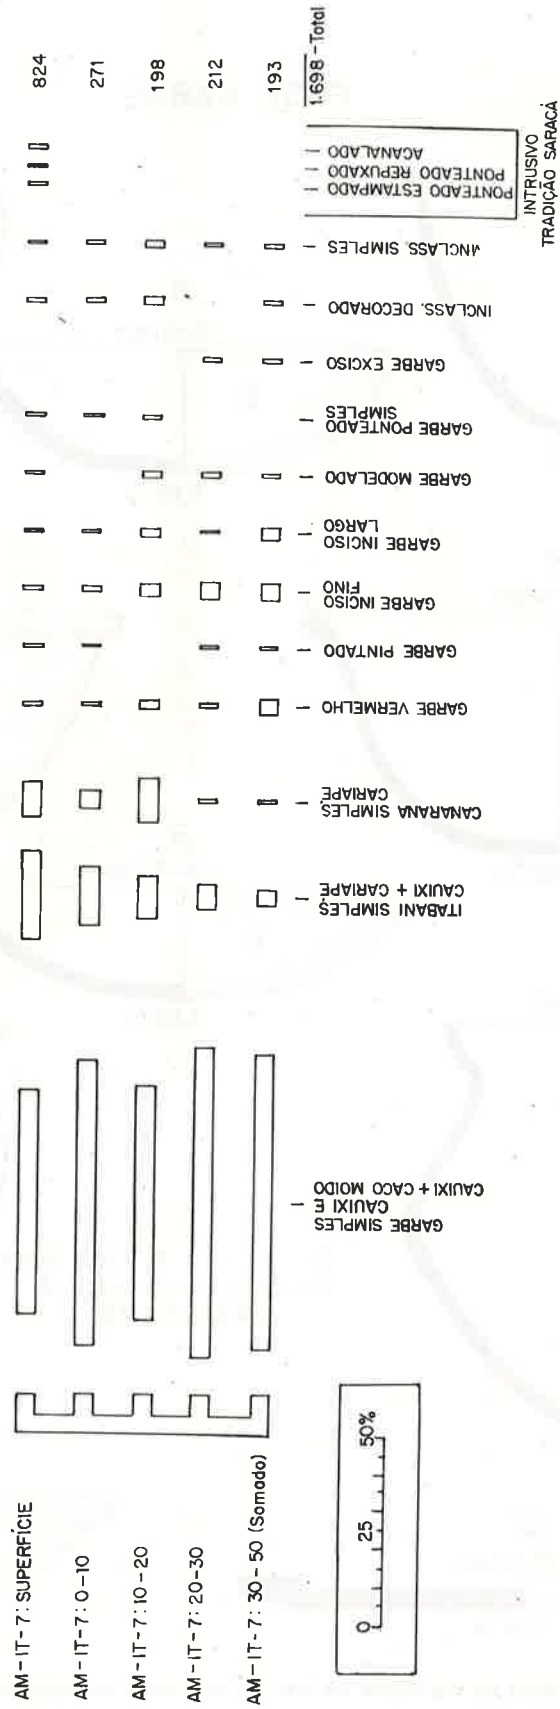 AM-IT-7: SUPERFÍCIE
824
AM-IT-7: 0-10
271
AM-IT-7: 10-20
198
AM-IT-7: 20-30
212
AM-IT-7: 30-50 (Somado)
193
1.698-Total
GARBE SIMPLES
CAUIXI E
CAUIXI + CACO MOIDO
ITABANI SIMPLES
CAUIXI + CARIAPE
CANARANA SIMPLES
CARIAPE
GARBE VERMELHO
GARBE PINTADO
GARBE INCISO
FINO
GARBE INCISO
LARGO
GARBE MODELADO
GARBE PONTEADO
SIMPLES
GARBE EXCISO
INCLASS. DECORADO
INCLASS. SIMPLES
PONTEADO ESTAMPADO
PONTEADO REPUXADO
ACANALADO
INTRUSIVO
TRADIÇÃO SARACÁ
0 25 50%